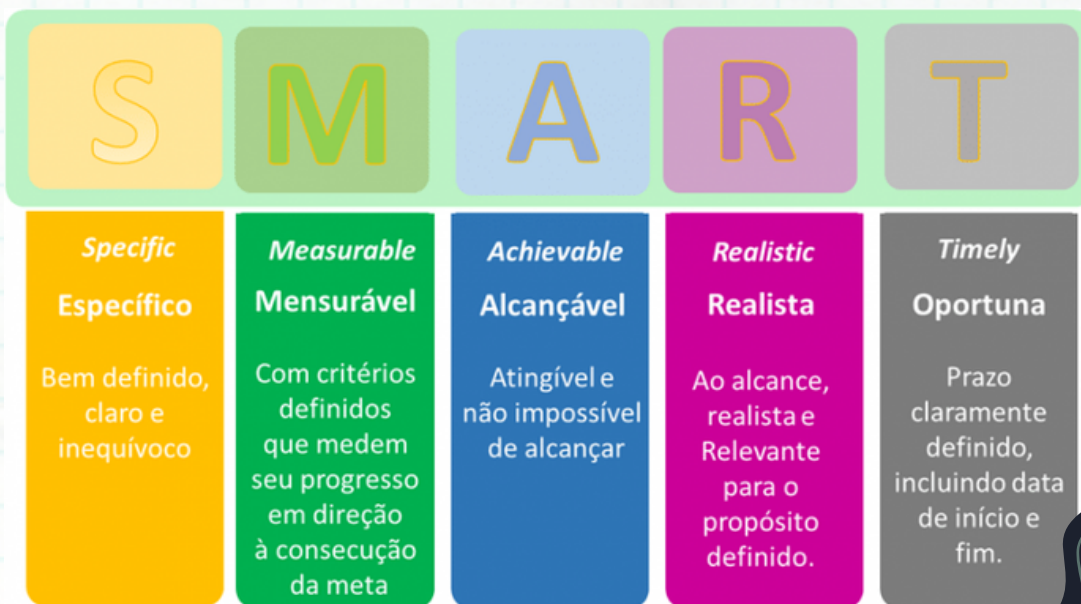 S
M
A
R
T
Specific
Específico
Bem definido,
claro e
inequívoco
Measurable
Mensurável
Com critérios
definidos
que medem
seu progresso
em direção
à consecução
da meta
Achievable
Alcançável
Atingível e
não impossível
de alcançar
Realistic
Realista
Ao alcance,
realista e
Relevante
para o
propósito
definido.
Timely
Oportuna
Prazo
claramente
definido,
incluindo data
de início e
fim.